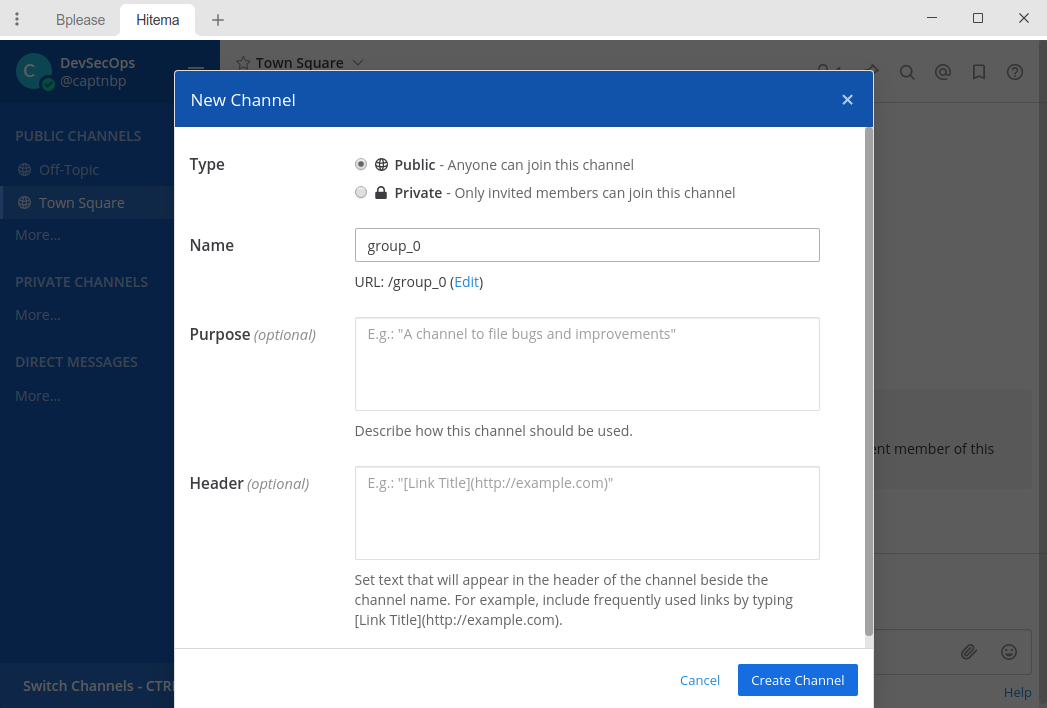 Bplease
Hitema
DevSecOps
@captnbp
C
PUBLIC CHANNELS
Off-Topic
Town Square
More...
PRIVATE CHANNELS
More...
DIRECT MESSAGES
More...
Switch Channels - CTR
Town Square
New Channel
Type
Public - Anyone can join this channel
Private - Only invited members can join this channel
Name
group_0
URL: /group_0 (Edit)
Purpose (optional)
E.g.: "A channel to file bugs and improvements"
Describe how this channel should be used.
Header (optional)
E.g.: "[Link Title](http://example.com)"
Set text that will appear in the header of the channel beside the
channel name. For example, include frequently used links by typing
[Link Title](http://example.com).
Cancel
Create Channel
ent member of this
Help